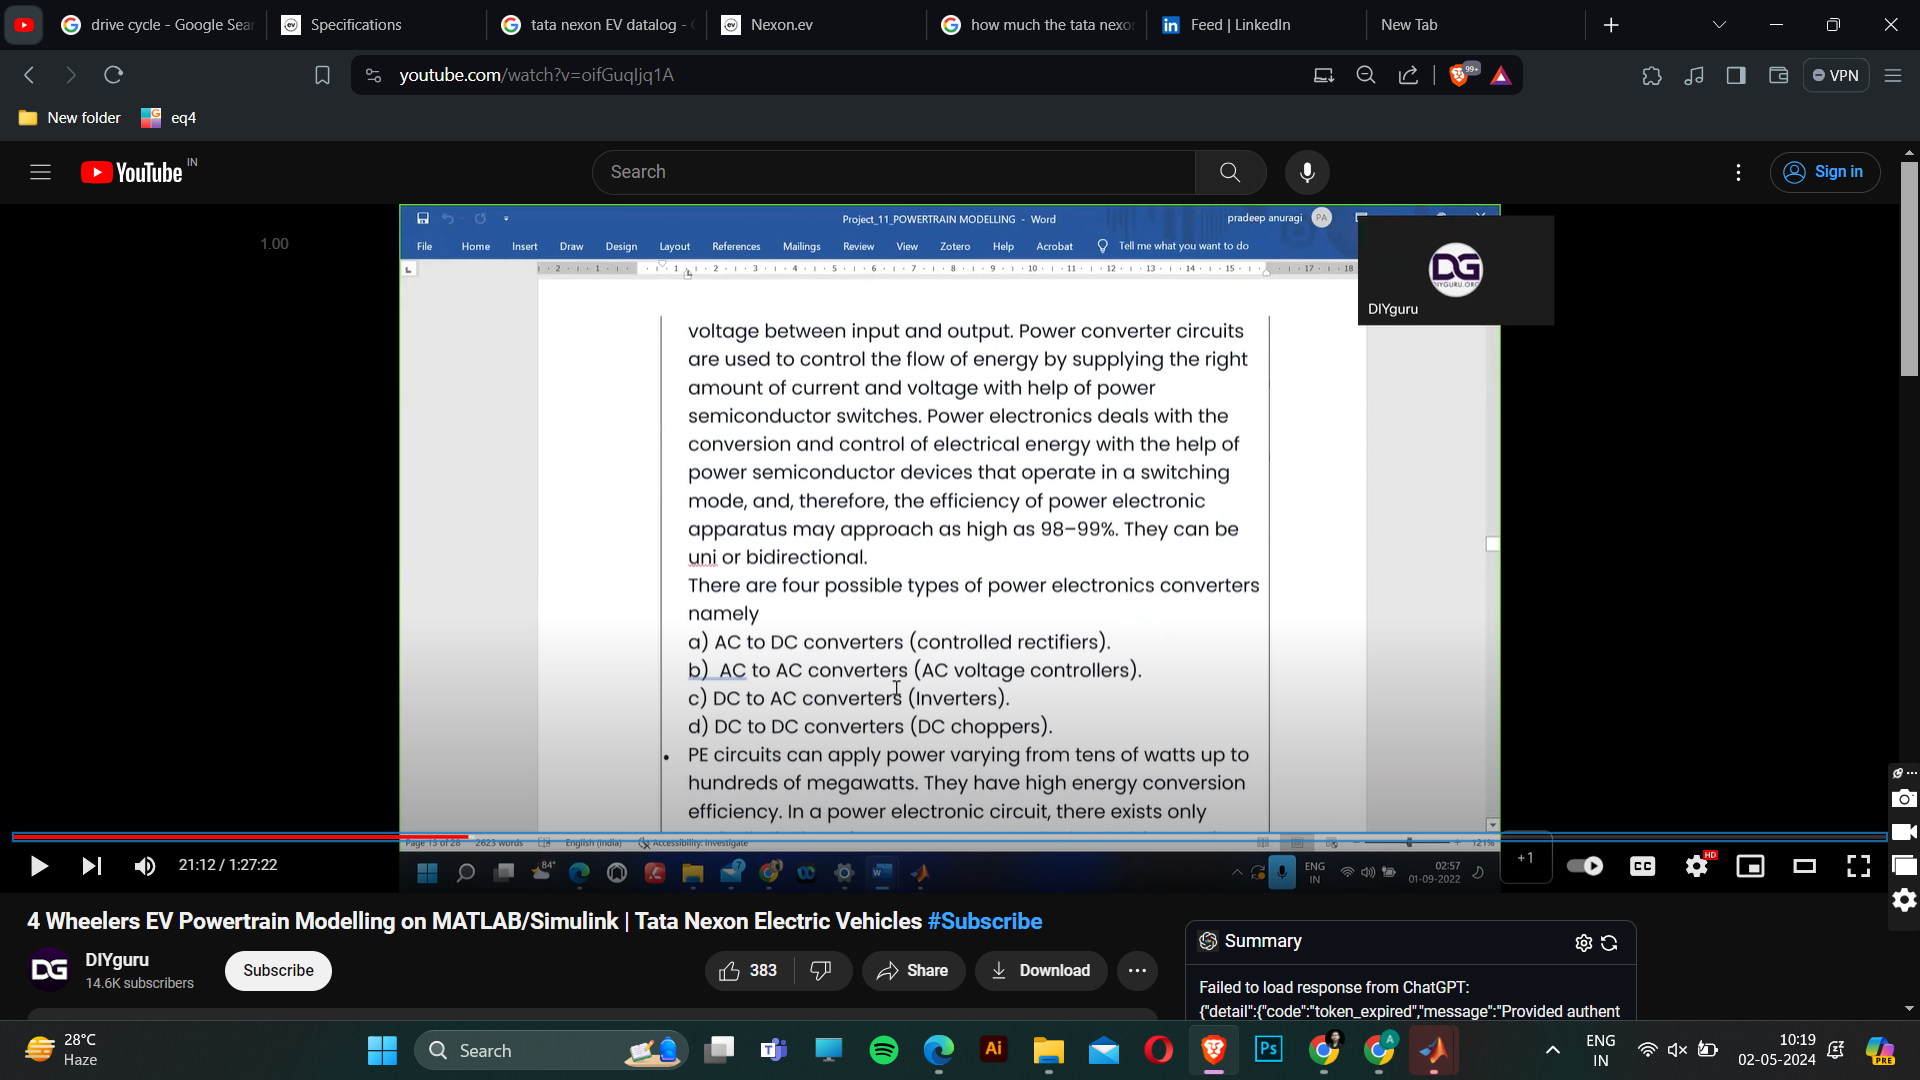 drive cycle - Google Sea
Specifications
tata nexon EV datalog -
Nexon.ev
how much the tata nexo
Feed | LinkedIn
New Tab
youtube.com/watch?v=oifGuqljq1A
99+
VPN
New folder
eq4
YouTube IN
Search
Sign in
1.00
Project_11_POWERTRAIN MODELLING - Word
pradeep anuragi PA
File Home Insert Draw Design Layout References Mailings Review View Zotero Help Acrobat Tell me what you want to do
DG
DIYGURU.ORG
DIYguru
voltage between input and output. Power converter circuits
are used to control the flow of energy by supplying the right
amount of current and voltage with help of power
semiconductor switches. Power electronics deals with the
conversion and control of electrical energy with the help of
power semiconductor devices that operate in a switching
mode, and, therefore, the efficiency of power electronic
apparatus may approach as high as 98–99%. They can be
uni or bidirectional.
There are four possible types of power electronics converters
namely
a) AC to DC converters (controlled rectifiers).
b) AC to AC converters (AC voltage controllers).
c) DC to AC converters (Inverters).
d) DC to DC converters (DC choppers).
• PE circuits can apply power varying from tens of watts up to
hundreds of megawatts. They have high energy conversion
efficiency. In a power electronic circuit, there exists only
Page 13 of 28 2623 words English (India) Accessibility: Investigate 121%
21:12 / 1:27:22
84°
ENG
IN
02:57
01-09-2022
+1
CC
HD
4 Wheelers EV Powertrain Modelling on MATLAB/Simulink | Tata Nexon Electric Vehicles #Subscribe
DG
DIYguru
14.6K subscribers
Subscribe
383
Share
Download
Summary
Failed to load response from ChatGPT:
{"detail":{"code":"token_expired","message":"Provided authent
28°C
Haze
Search
Ai
Ps
A
ENG
IN
10:19
02-05-2024
PRE